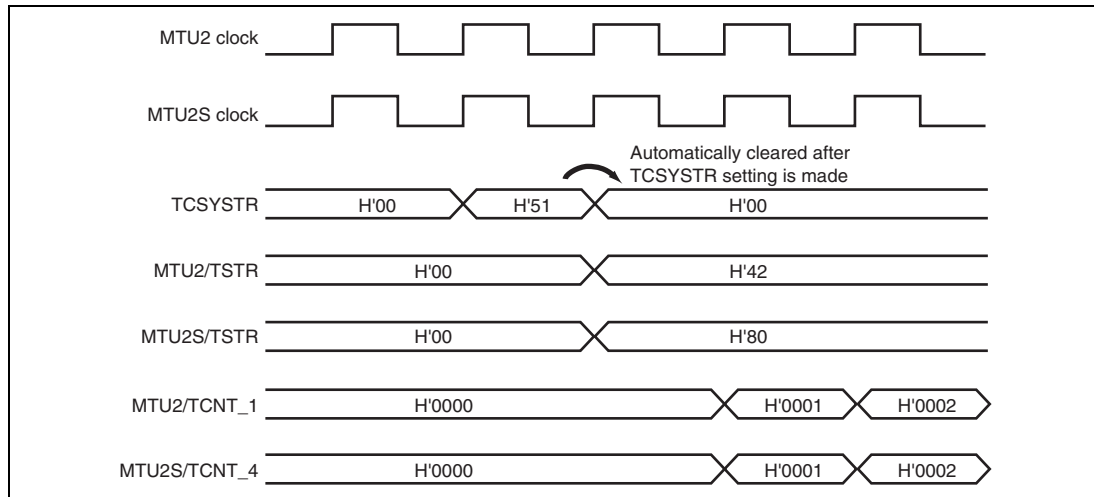 MTU2 clock
MTU2S clock
Automatically cleared after
TCSYSTR setting is made
TCSYSTR H'00 H'51 H'00
MTU2/TSTR H'00 H'42
MTU2S/TSTR H'00 H'80
MTU2/TCNT_1 H'0000 H'0001 H'0002
MTU2S/TCNT_4 H'0000 H'0001 H'0002